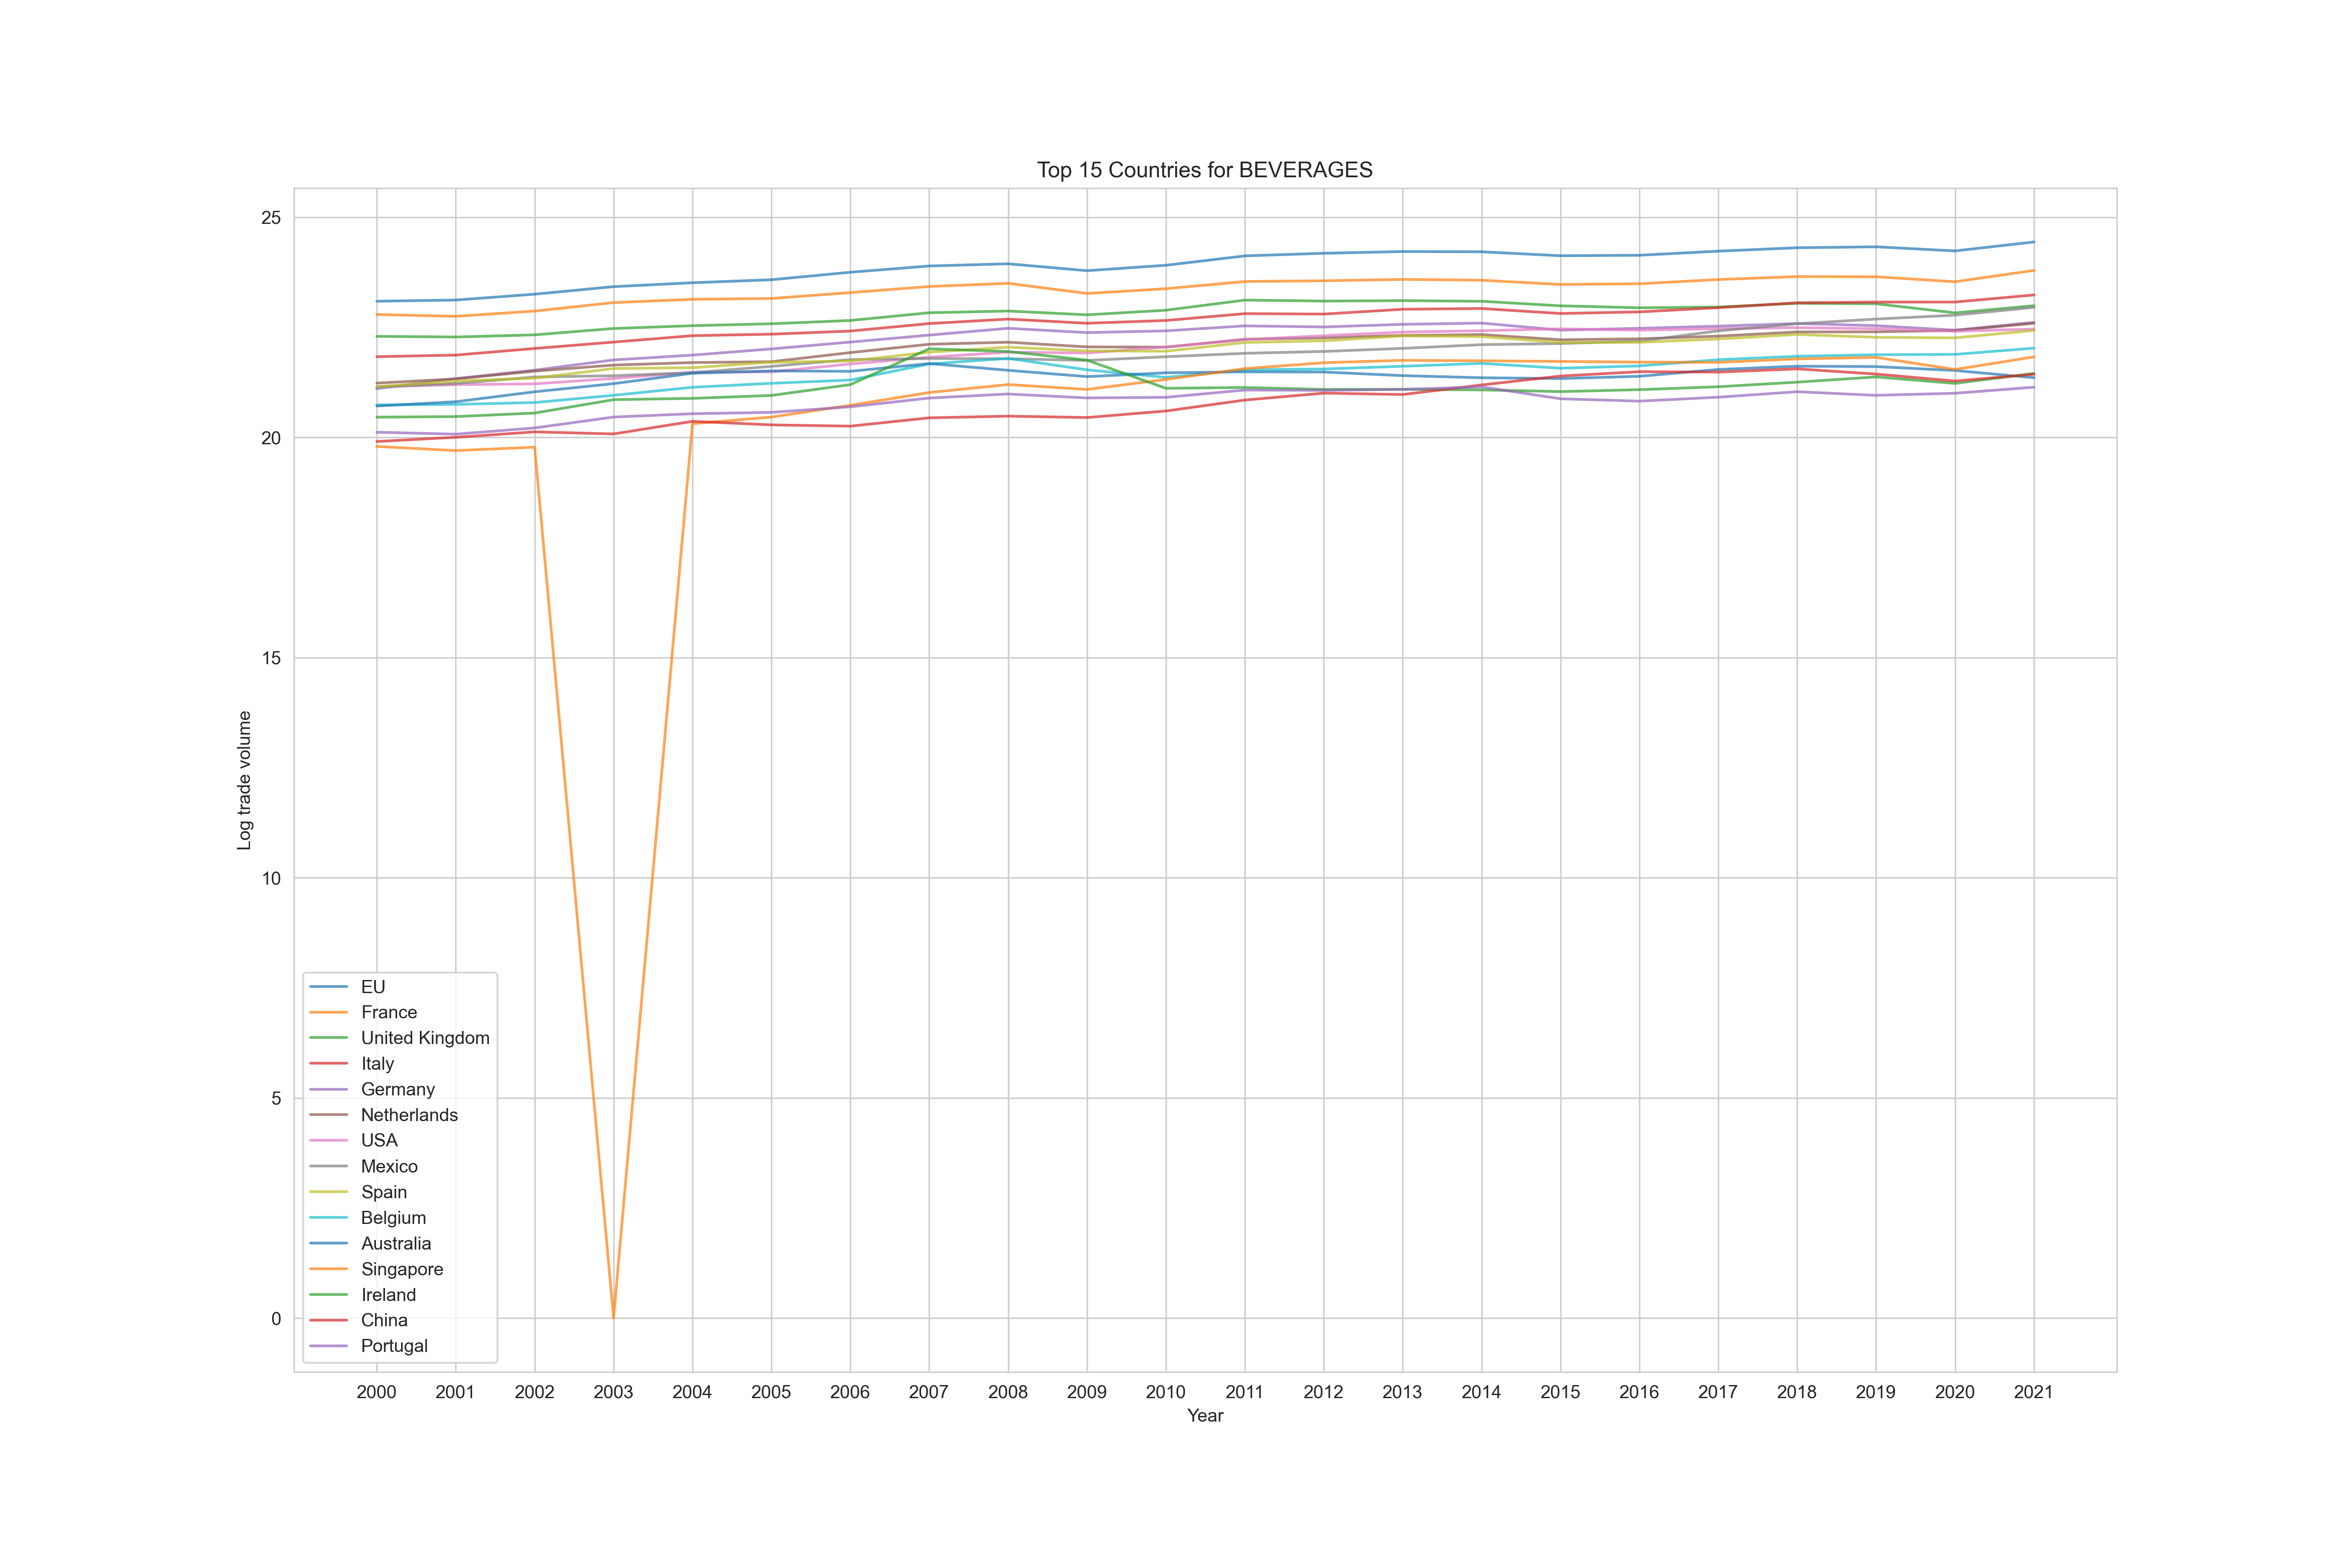 Top 15 Countries for BEVERAGES
25
20
15
10
5
0
Log trade volume
EU
France
United Kingdom
Italy
Germany
Netherlands
USA
Mexico
Spain
Belgium
Australia
Singapore
Ireland
China
Portugal
2000 2001 2002 2003 2004 2005 2006 2007 2008 2009 2010 2011 2012 2013 2014 2015 2016 2017 2018 2019 2020 2021
Year